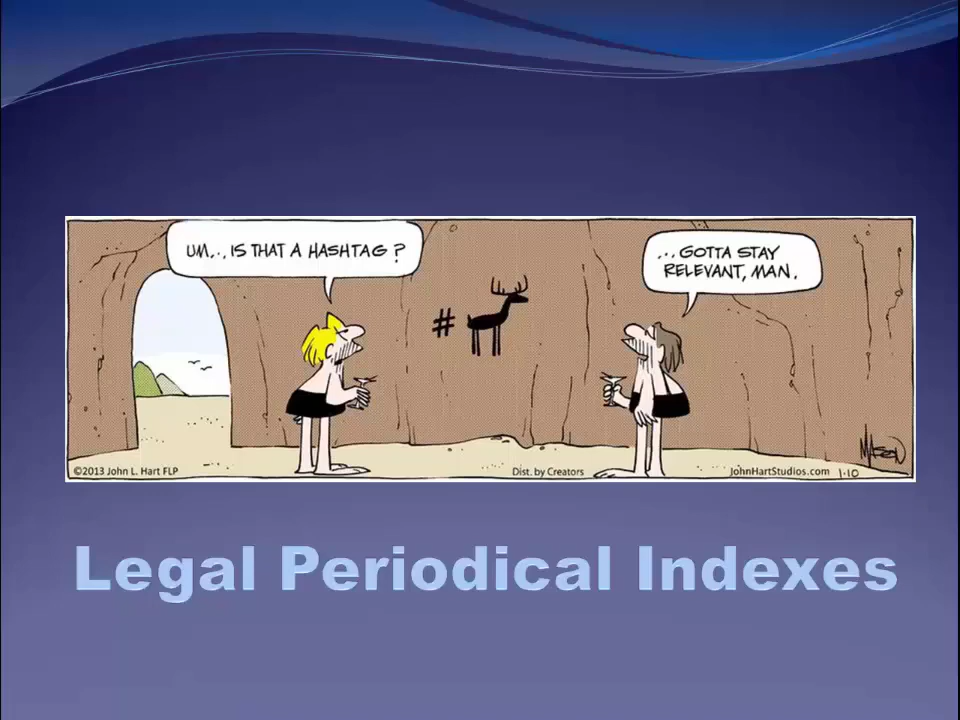 UM... IS THAT A HASHTAG?
...GOTTA STAY
RELEVANT, MAN.
#
MASON
©2013 John L. Hart FLP
Dist. by Creators
JohnHartStudios.com
1-10
Legal Periodical Indexes